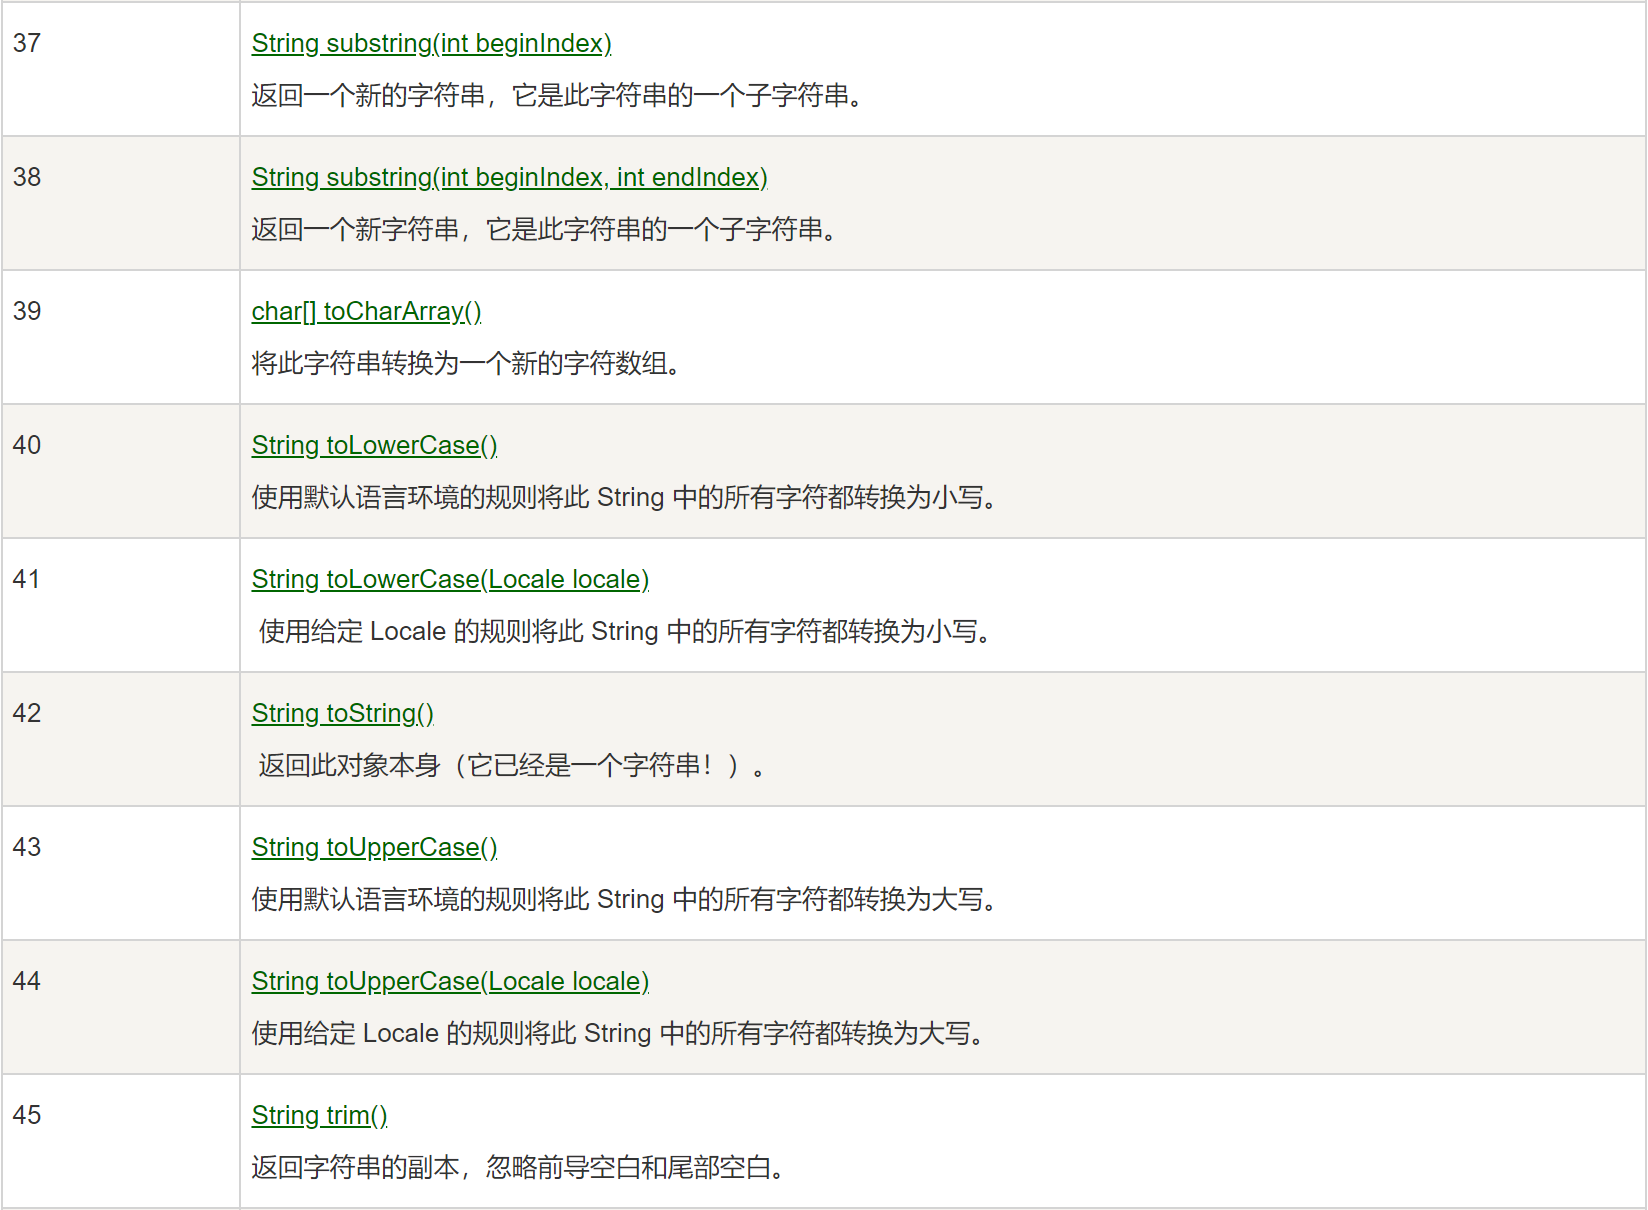 37
String substring(int beginIndex)
返回一个新的字符串，它是此字符串的一个子字符串。
38
String substring(int beginIndex, int endIndex)
返回一个新字符串，它是此字符串的一个子字符串。
39
char[] toCharArray()
将此字符串转换为一个新的字符数组。
40
String toLowerCase()
使用默认语言环境的规则将此 String 中的所有字符都转换为小写。
41
String toLowerCase(Locale locale)
使用给定 Locale 的规则将此 String 中的所有字符都转换为小写。
42
String toString()
返回此对象本身（它已经是一个字符串！）。
43
String toUpperCase()
使用默认语言环境的规则将此 String 中的所有字符都转换为大写。
44
String toUpperCase(Locale locale)
使用给定 Locale 的规则将此 String 中的所有字符都转换为大写。
45
String trim()
返回字符串的副本，忽略前导空白和尾部空白。